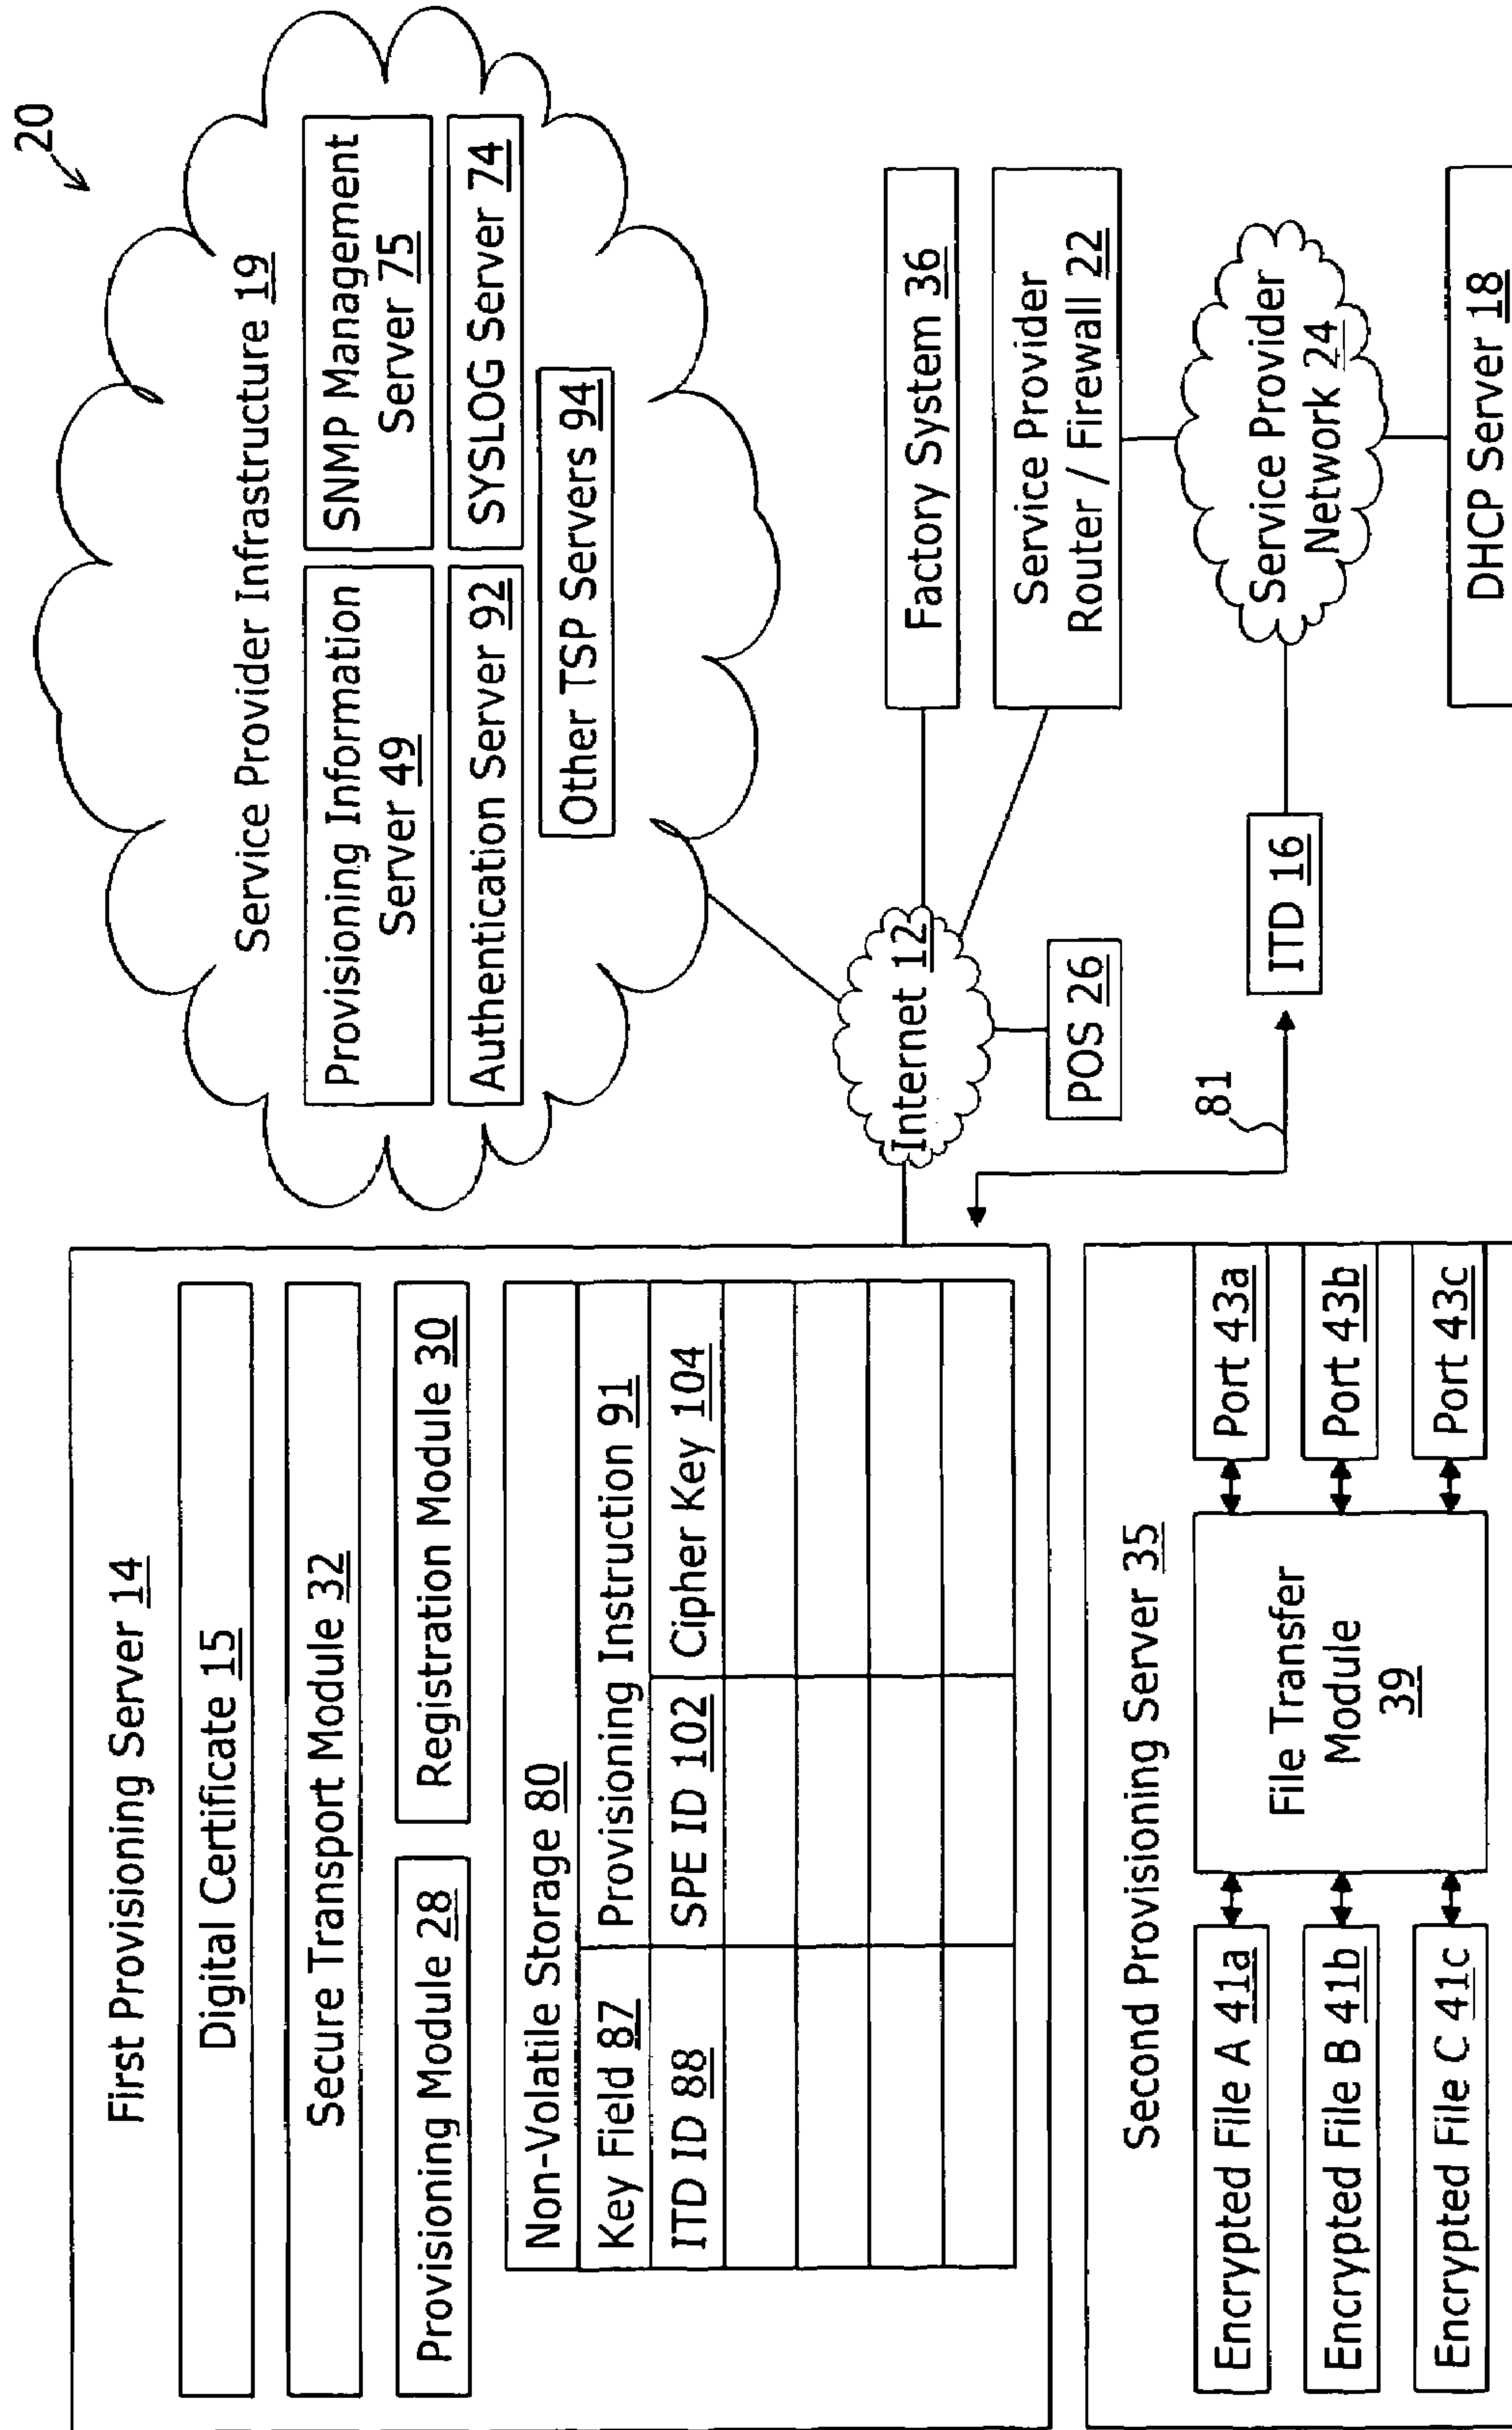 20
First Provisioning Server 14
Digital Certificate 15
Secure Transport Module 32
Provisioning Module 28
Registration Module 30
Non-Volatile Storage 80
Key Field 87
Provisioning Instruction 91
ITD ID 88
SPE ID 102
Cipher Key 104
Second Provisioning Server 35
Encrypted File A 41a
Encrypted File B 41b
Encrypted File C 41c
File Transfer
Module
39
Port 43a
Port 43b
Port 43c
Service Provider Infrastructure 19
Provisioning Information
Server 49
SNMP Management
Server 75
Authentication Server 92
SYSLOG Server 74
Other TSP Servers 94
Internet 12
Factory System 36
Service Provider
Router / Firewall 22
POS 26
81
ITD 16
Service Provider
Network 24
DHCP Server 18